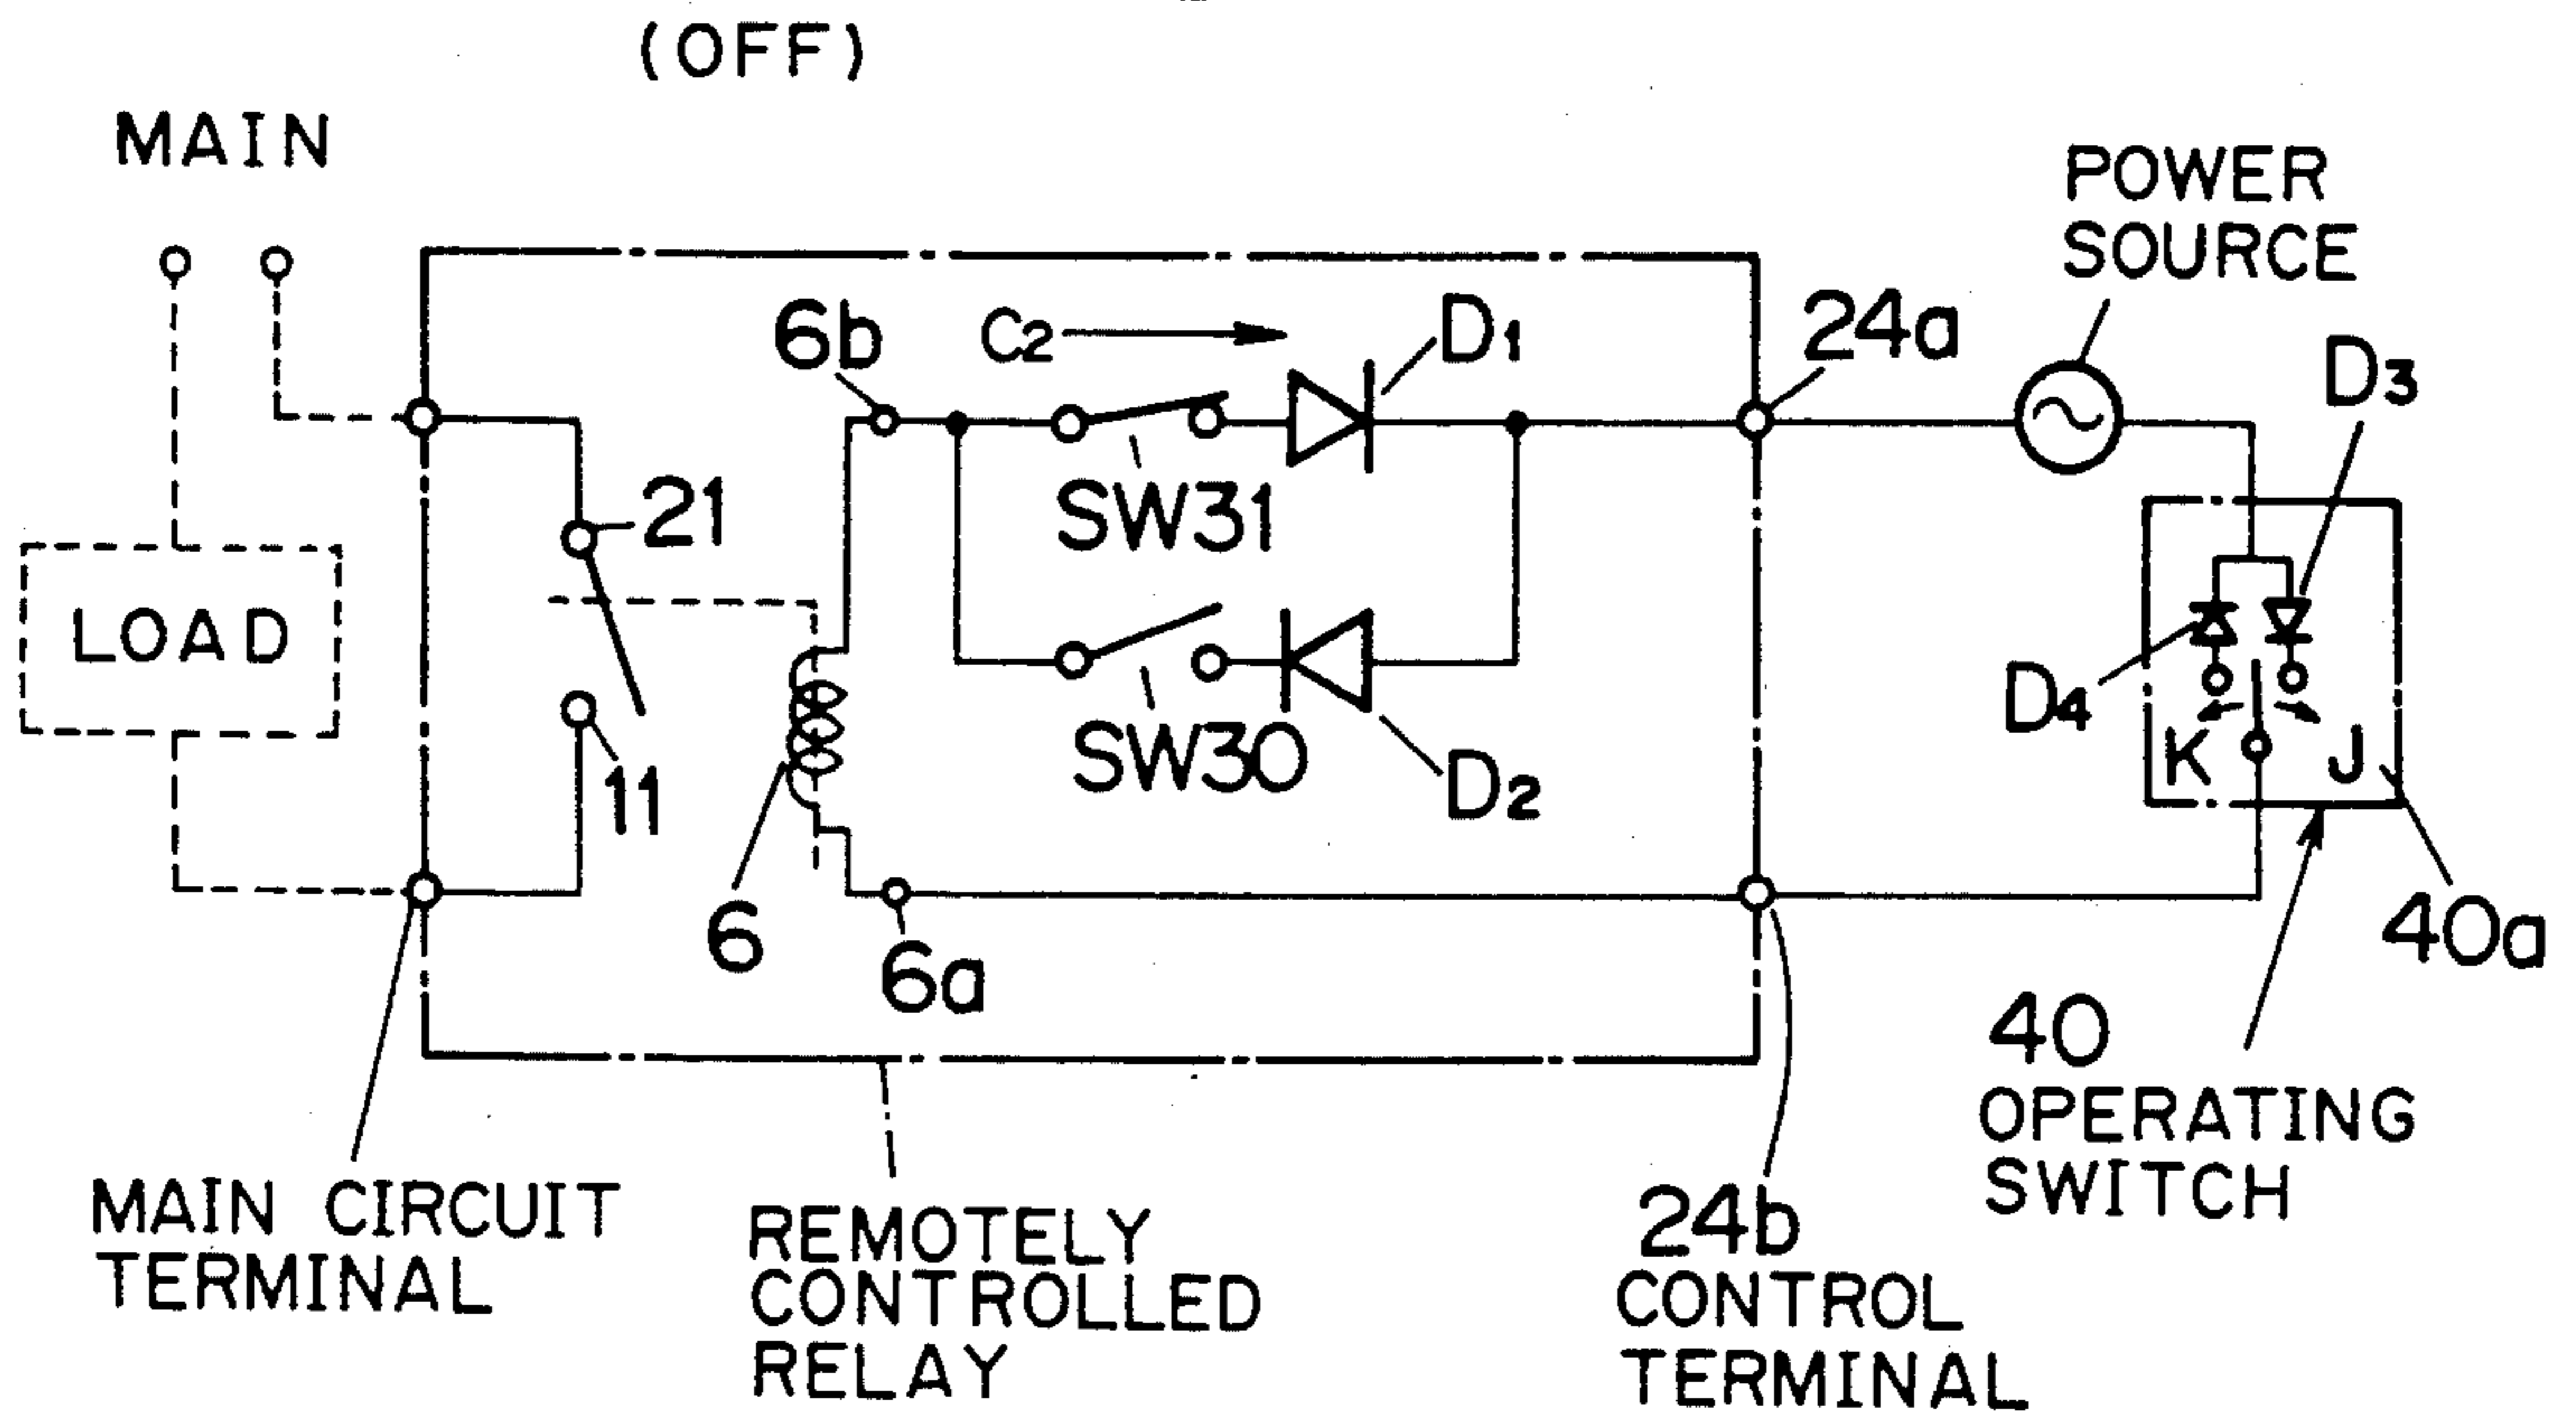 (OFF)
MAIN
POWER
SOURCE
6b
C2
D1
24a
D3
21
SW31
LOAD
D4
SW30
K
J
11
D2
6
6a
40a
40
OPERATING
SWITCH
MAIN CIRCUIT
TERMINAL
REMOTELY
CONTROLLED
RELAY
24b
CONTROL
TERMINAL